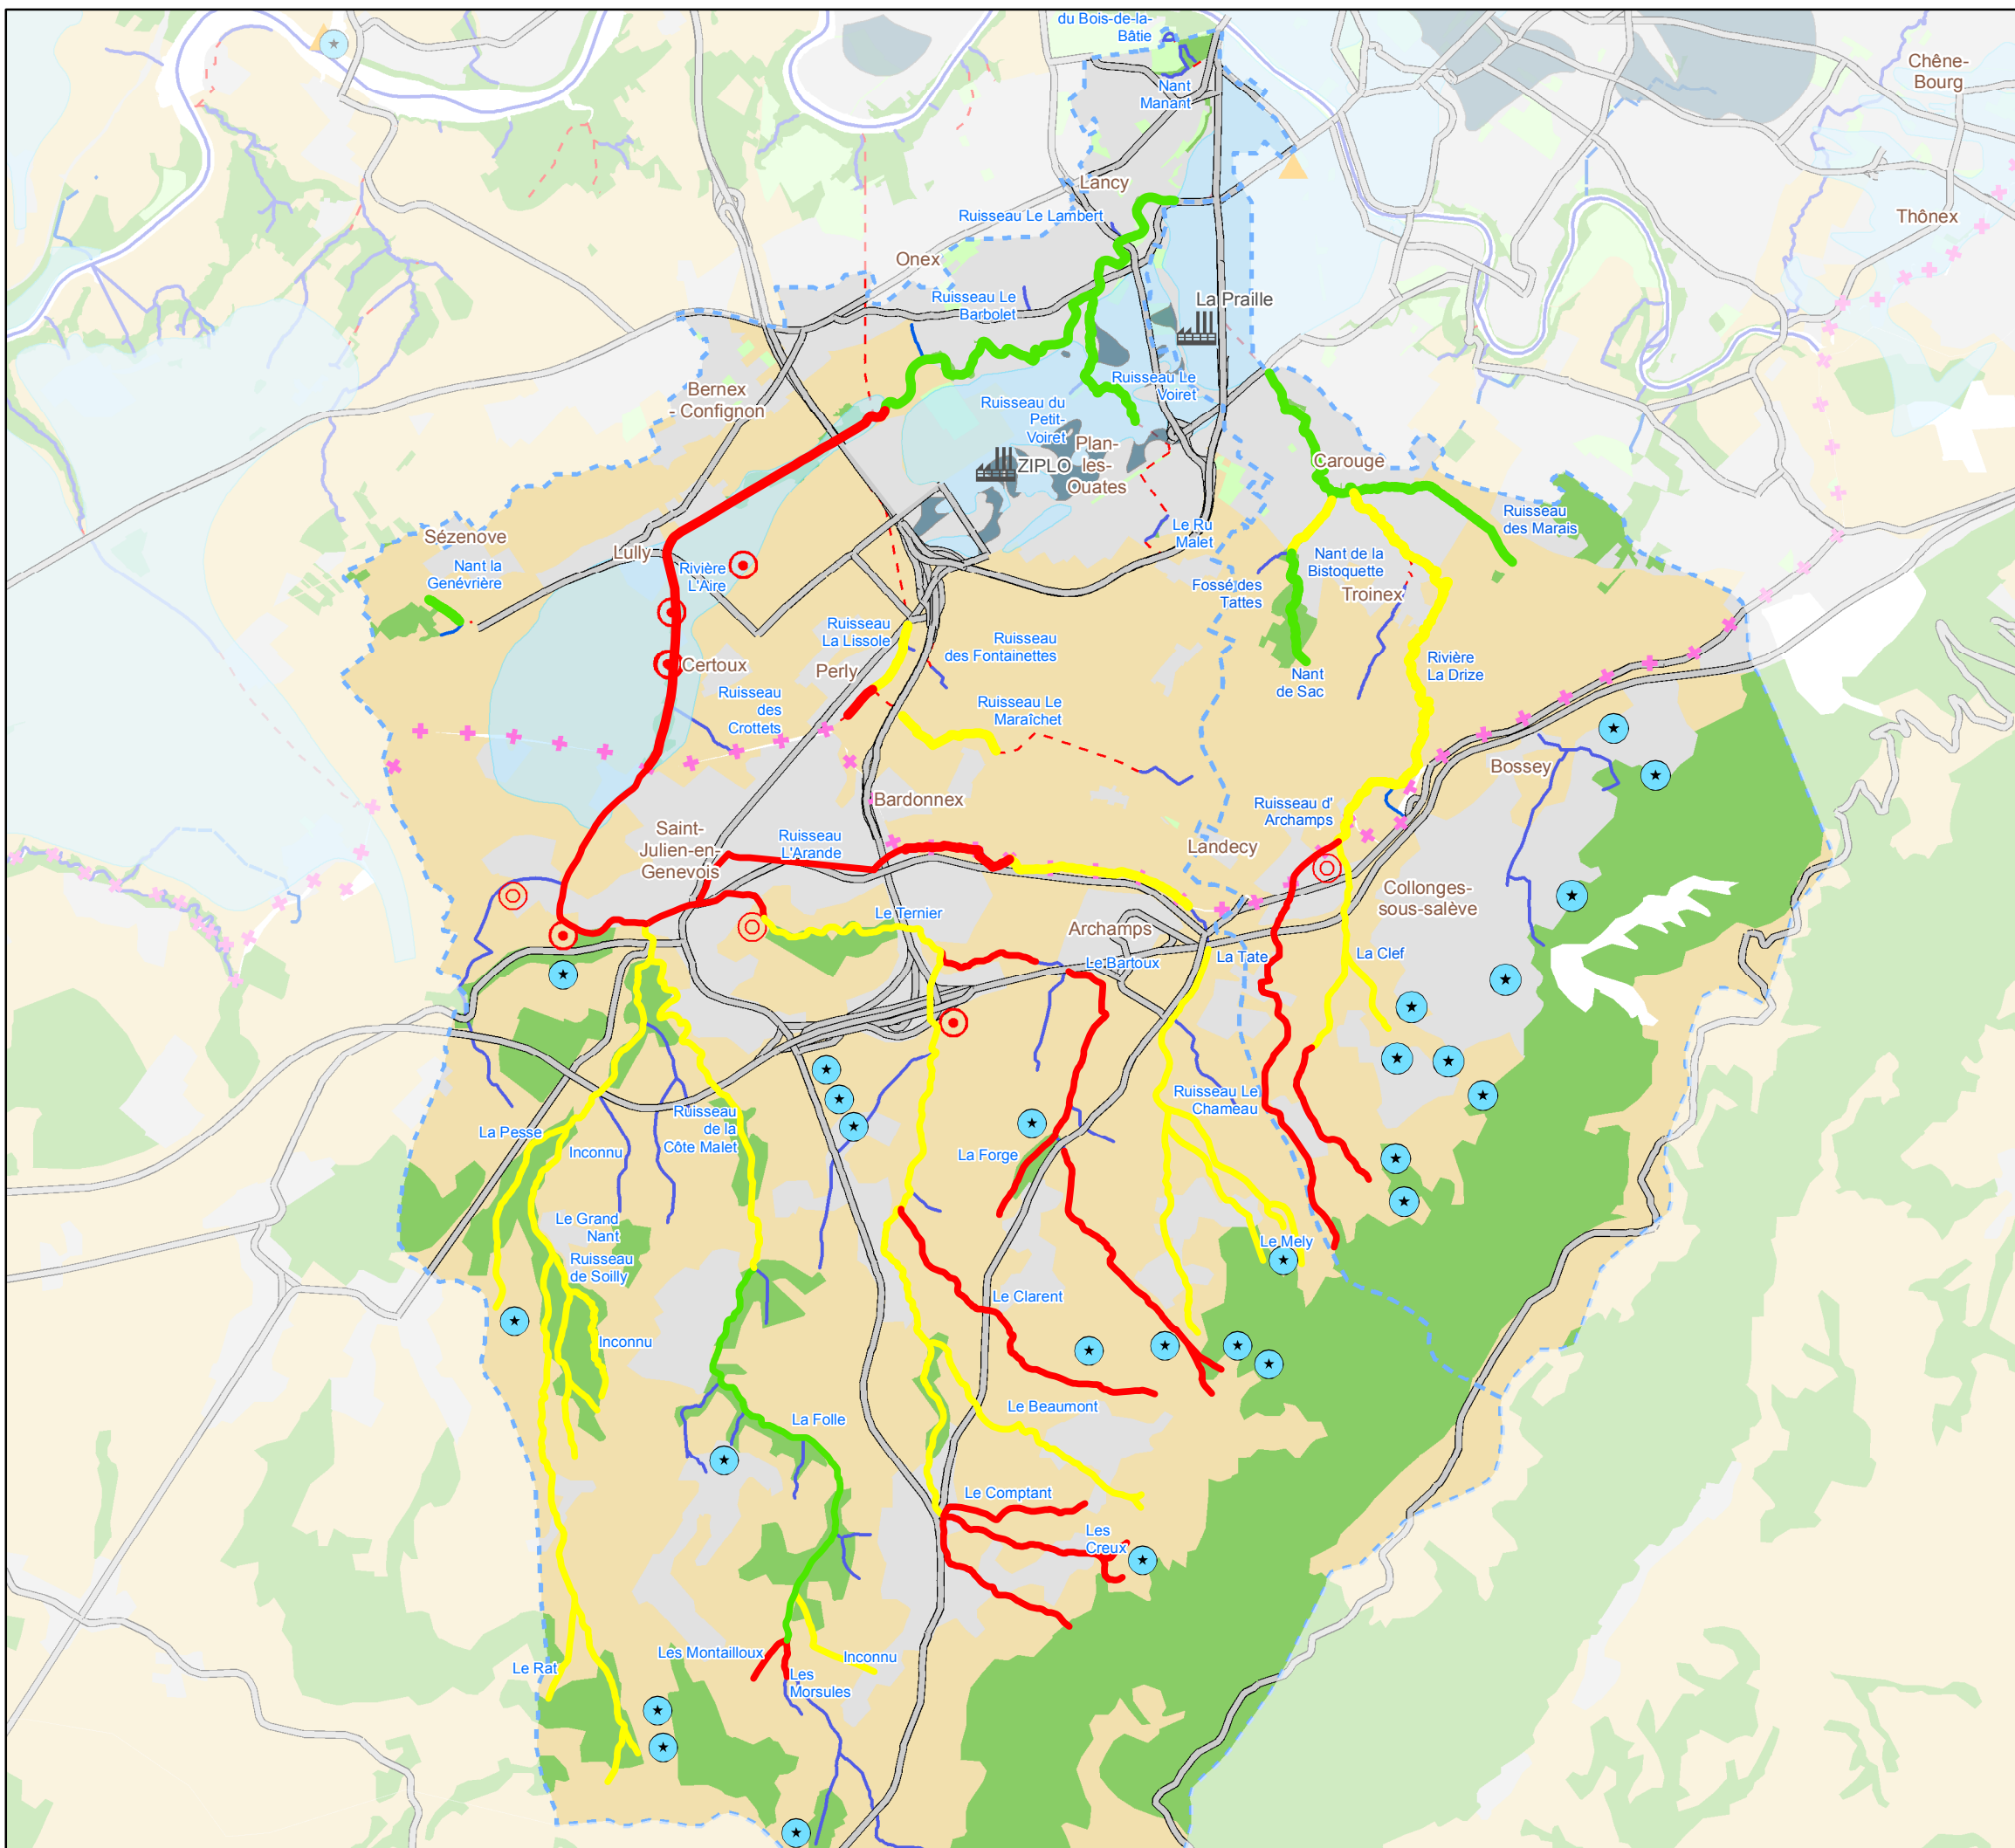 du Bois-de-la-
Bâtie
Nant
Manant
Chêne-
Bourg
Lancy
Thônex
Ruisseau Le Lambert
Onex
Ruisseau Le
Barbolet
La Praille
Bernex
- Confignon
Ruisseau Le
Voiret
Ruisseau du
Petit-
Voiret
Plan-
les-
Ouates
ZIPLO
Carouge
Ruisseau
des Marais
Sézenove
Lully
Le Ru
Malet
Nant la
Genévrière
Rivière
L'Aire
Nant de la
Bistoquette
Fossé des
Tattes
Troinex
Ruisseau
La Lissole
Ruisseau
des Fontainettes
Certoux
Perly
Rivière
La Drize
Nant
de Sac
Ruisseau
des
Crottets
Ruisseau Le
Maraîchet
Bossey
Bardonnex
Ruisseau d'
Archamps
Saint-
Julien-en-
Genevois
Ruisseau
L'Arande
Landecy
Collonges-
sous-salève
Le Ternier
Archamps
La Clef
La Tate
Le Bartoux
Ruisseau Le
Chameau
Ruisseau
de la
Côte Malet
La Pesse
Inconnu
La Forge
Le Grand
Nant
Le Mely
Ruisseau
de Soilly
Le Clarent
Inconnu
Le Beaumont
La Folle
Le Comptant
Les
Creux
Les Montailloux
Inconnu
Le Rat
Les
Morsules